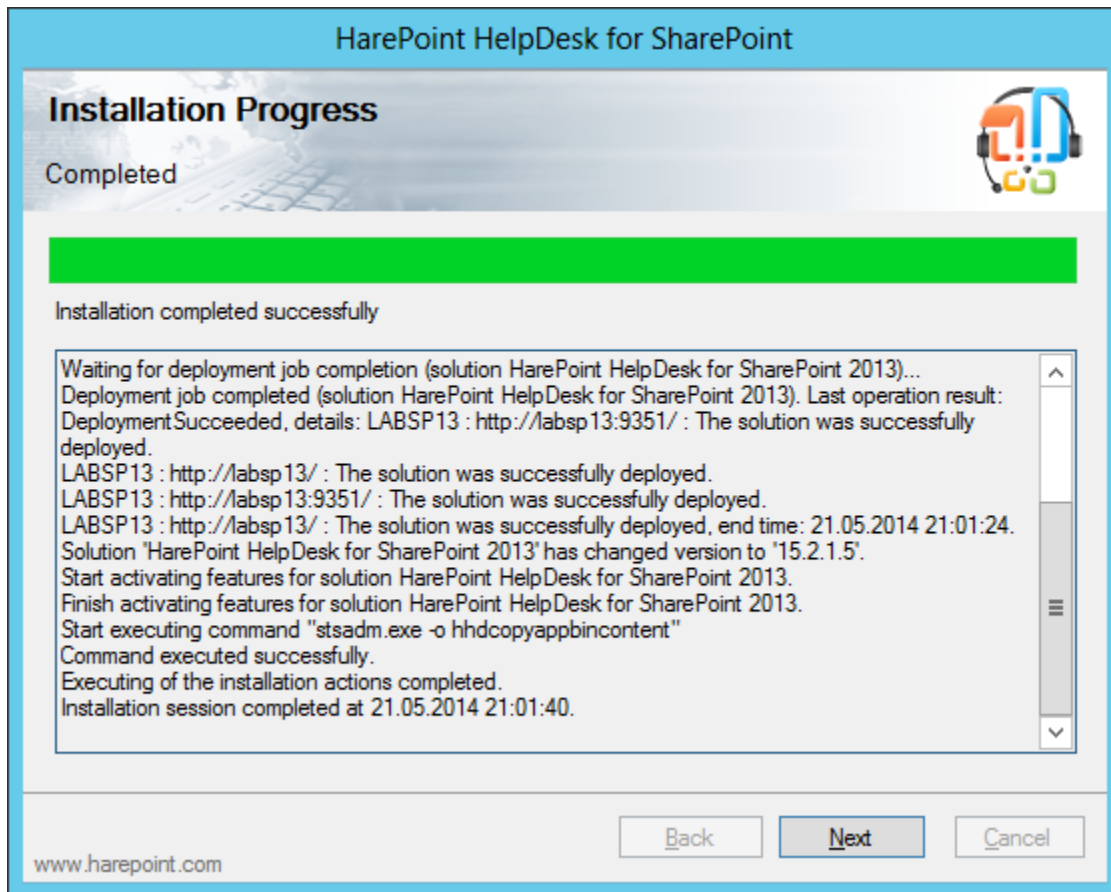 HarePoint HelpDesk for SharePoint
Installation Progress
Completed
Installation completed successfully
Waiting for deployment job completion (solution HarePoint HelpDesk for SharePoint 2013)...
Deployment job completed (solution HarePoint HelpDesk for SharePoint 2013). Last operation result:
DeploymentSucceeded, details: LABSP13 : http://labsp13:9351/ : The solution was successfully
deployed.
LABSP13 : http://labsp13/ : The solution was successfully deployed.
LABSP13 : http://labsp13:9351/ : The solution was successfully deployed.
LABSP13 : http://labsp13/ : The solution was successfully deployed, end time: 21.05.2014 21:01:24.
Solution 'HarePoint HelpDesk for SharePoint 2013' has changed version to '15.2.1.5'.
Start activating features for solution HarePoint HelpDesk for SharePoint 2013.
Finish activating features for solution HarePoint HelpDesk for SharePoint 2013.
Start executing command "stsadm.exe -o hhdcopyappbincontent"
Command executed successfully.
Executing of the installation actions completed.
Installation session completed at 21.05.2014 21:01:40.
Back Next Cancel
www.harepoint.com